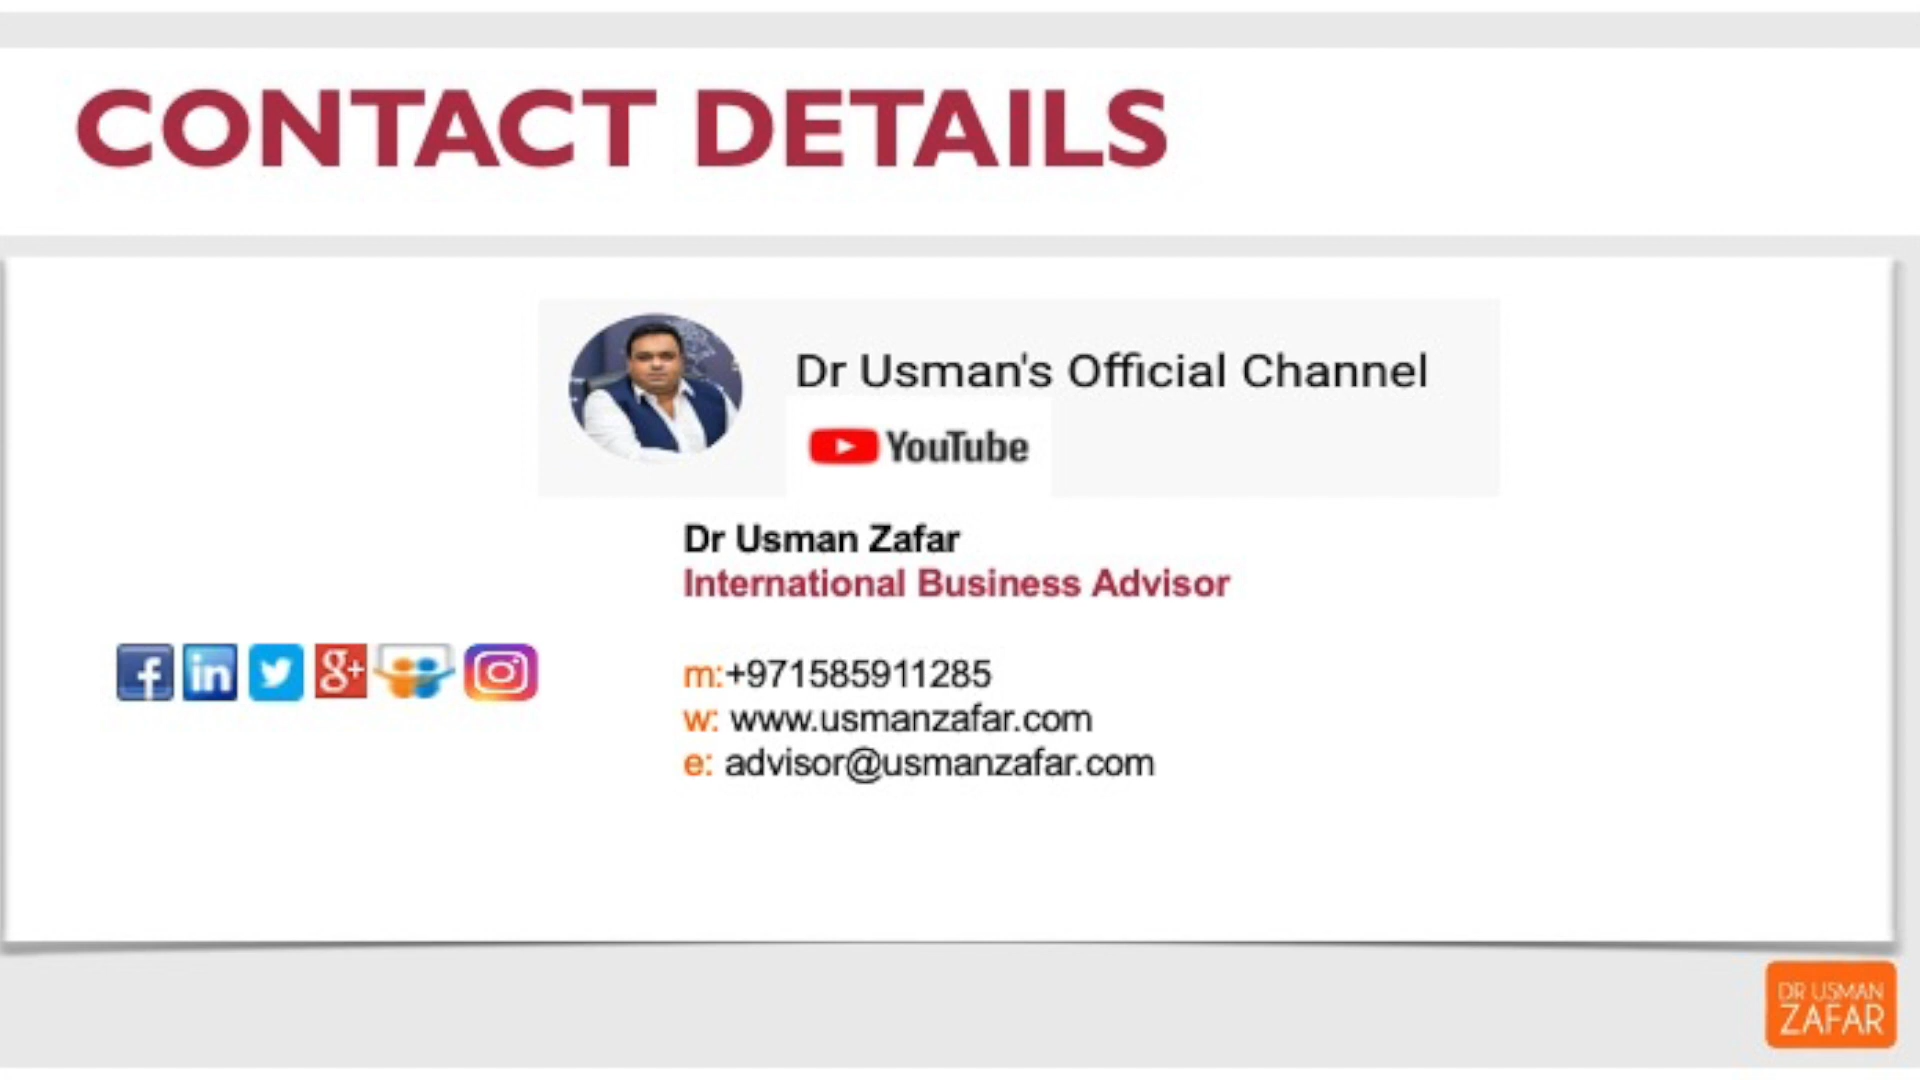 CONTACT DETAILS
Dr Usman's Official Channel
YouTube
Dr Usman Zafar
International Business Advisor
m:+971585911285
w: www.usmanzafar.com
e: advisor@usmanzafar.com
f in g+
DR USMAN
ZAFAR